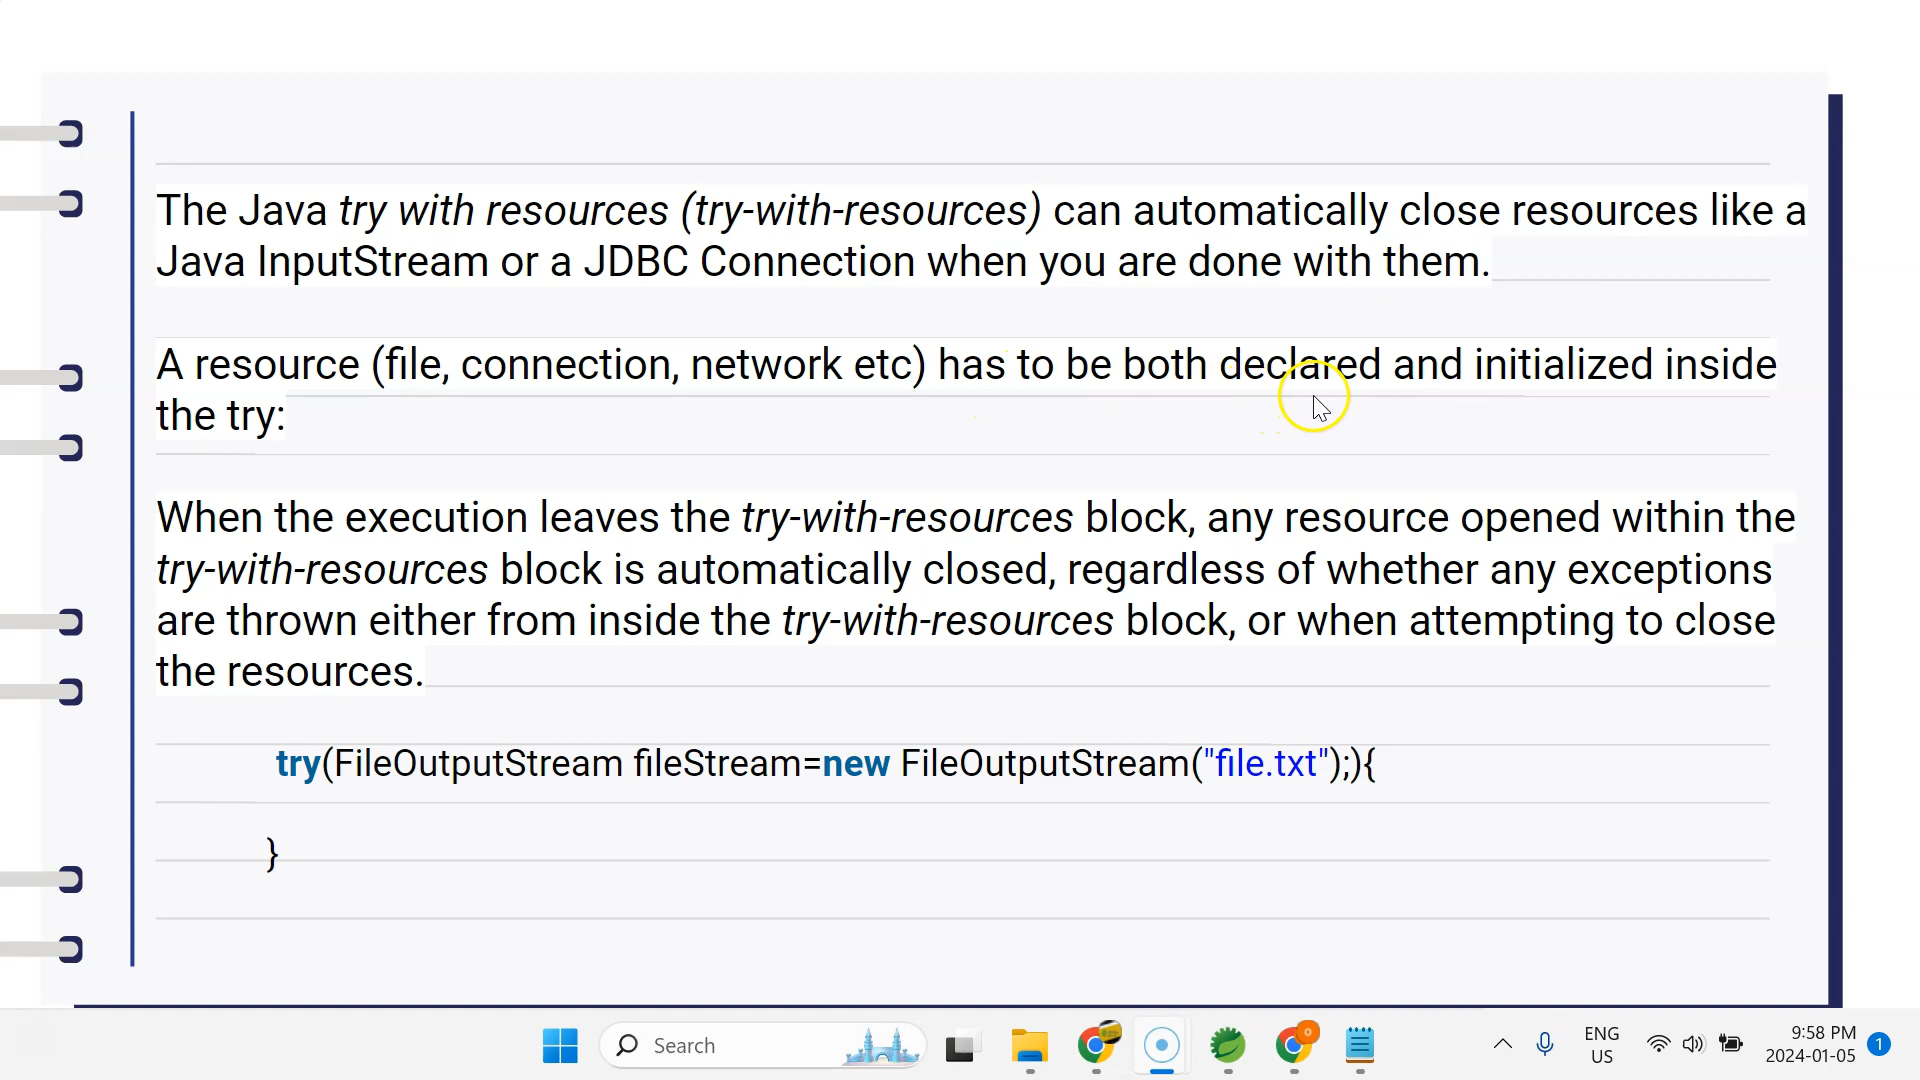 The Java try with resources (try-with-resources) can automatically close resources like a
Java InputStream or a JDBC Connection when you are done with them.
A resource (file, connection, network etc) has to be both declared and initialized inside
the try:
When the execution leaves the try-with-resources block, any resource opened within the
try-with-resources block is automatically closed, regardless of whether any exceptions
are thrown either from inside the try-with-resources block, or when attempting to close
the resources.
try(FileOutputStream fileStream=new FileOutputStream("file.txt");){
}
Search
ENG
US
9:58 PM
2024-01-05
1